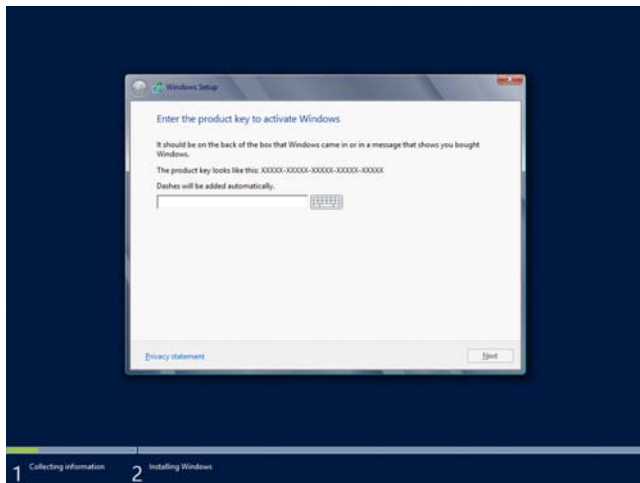 Windows Setup
Enter the product key to activate Windows
It should be on the back of the box that Windows came in or in a message that shows you bought
Windows.
The product key looks like this: XXXXX-XXXXX-XXXXX-XXXXX-XXXXX
Dashes will be added automatically.
Privacy statement
Next
1 Collecting information
2 Installing Windows